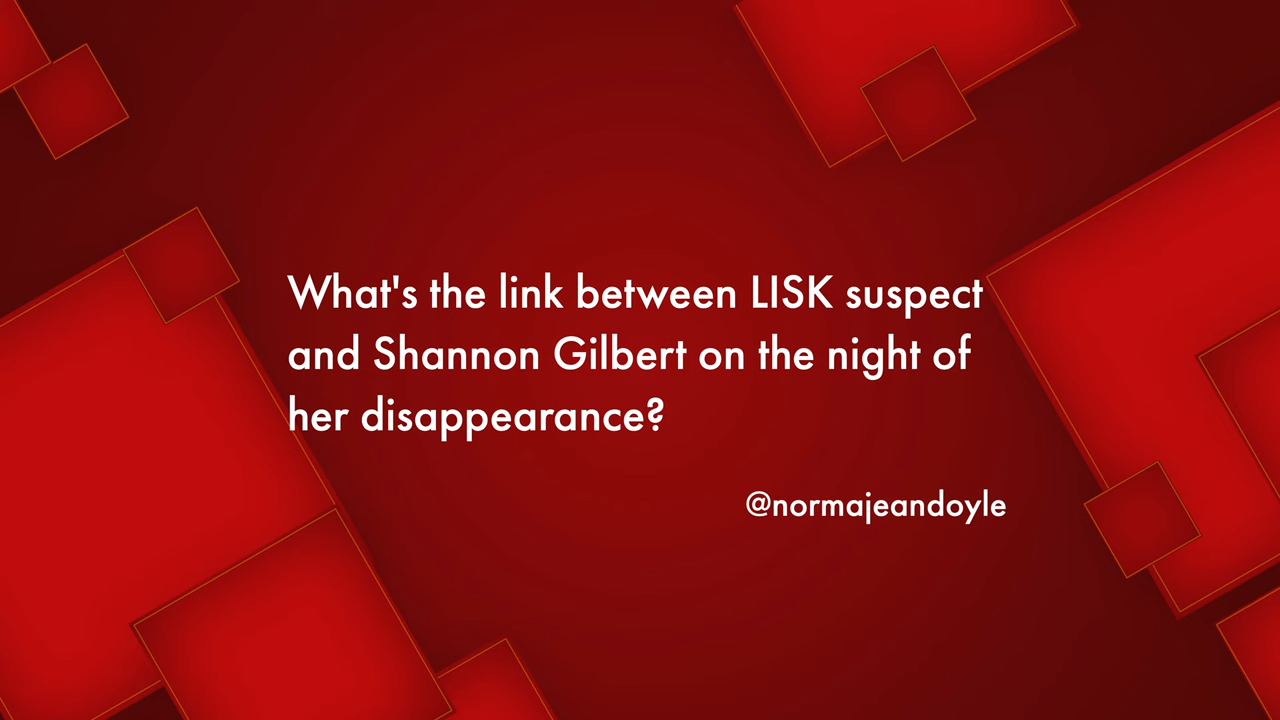 What's the link between LISK suspect
and Shannon Gilbert on the night of
her disappearance?
@normajeandoyle